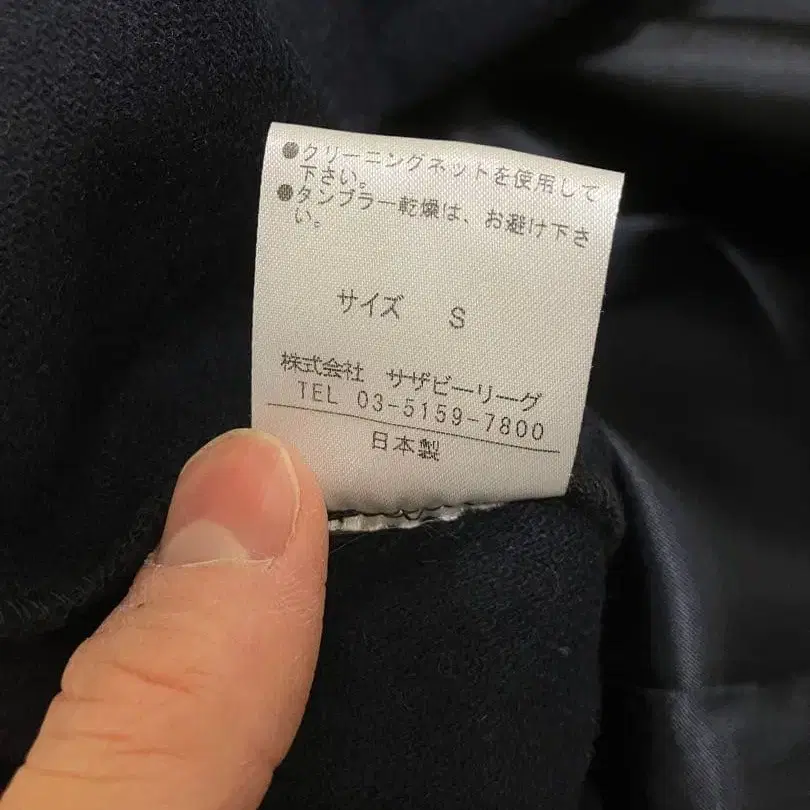 ●クリーニングネットを使用して
下さい。
●タンブラー乾燥は、お避け下さ
い。
サイズ S
株式会社 サザビーリーグ
TEL 03-5159-7800
日本製